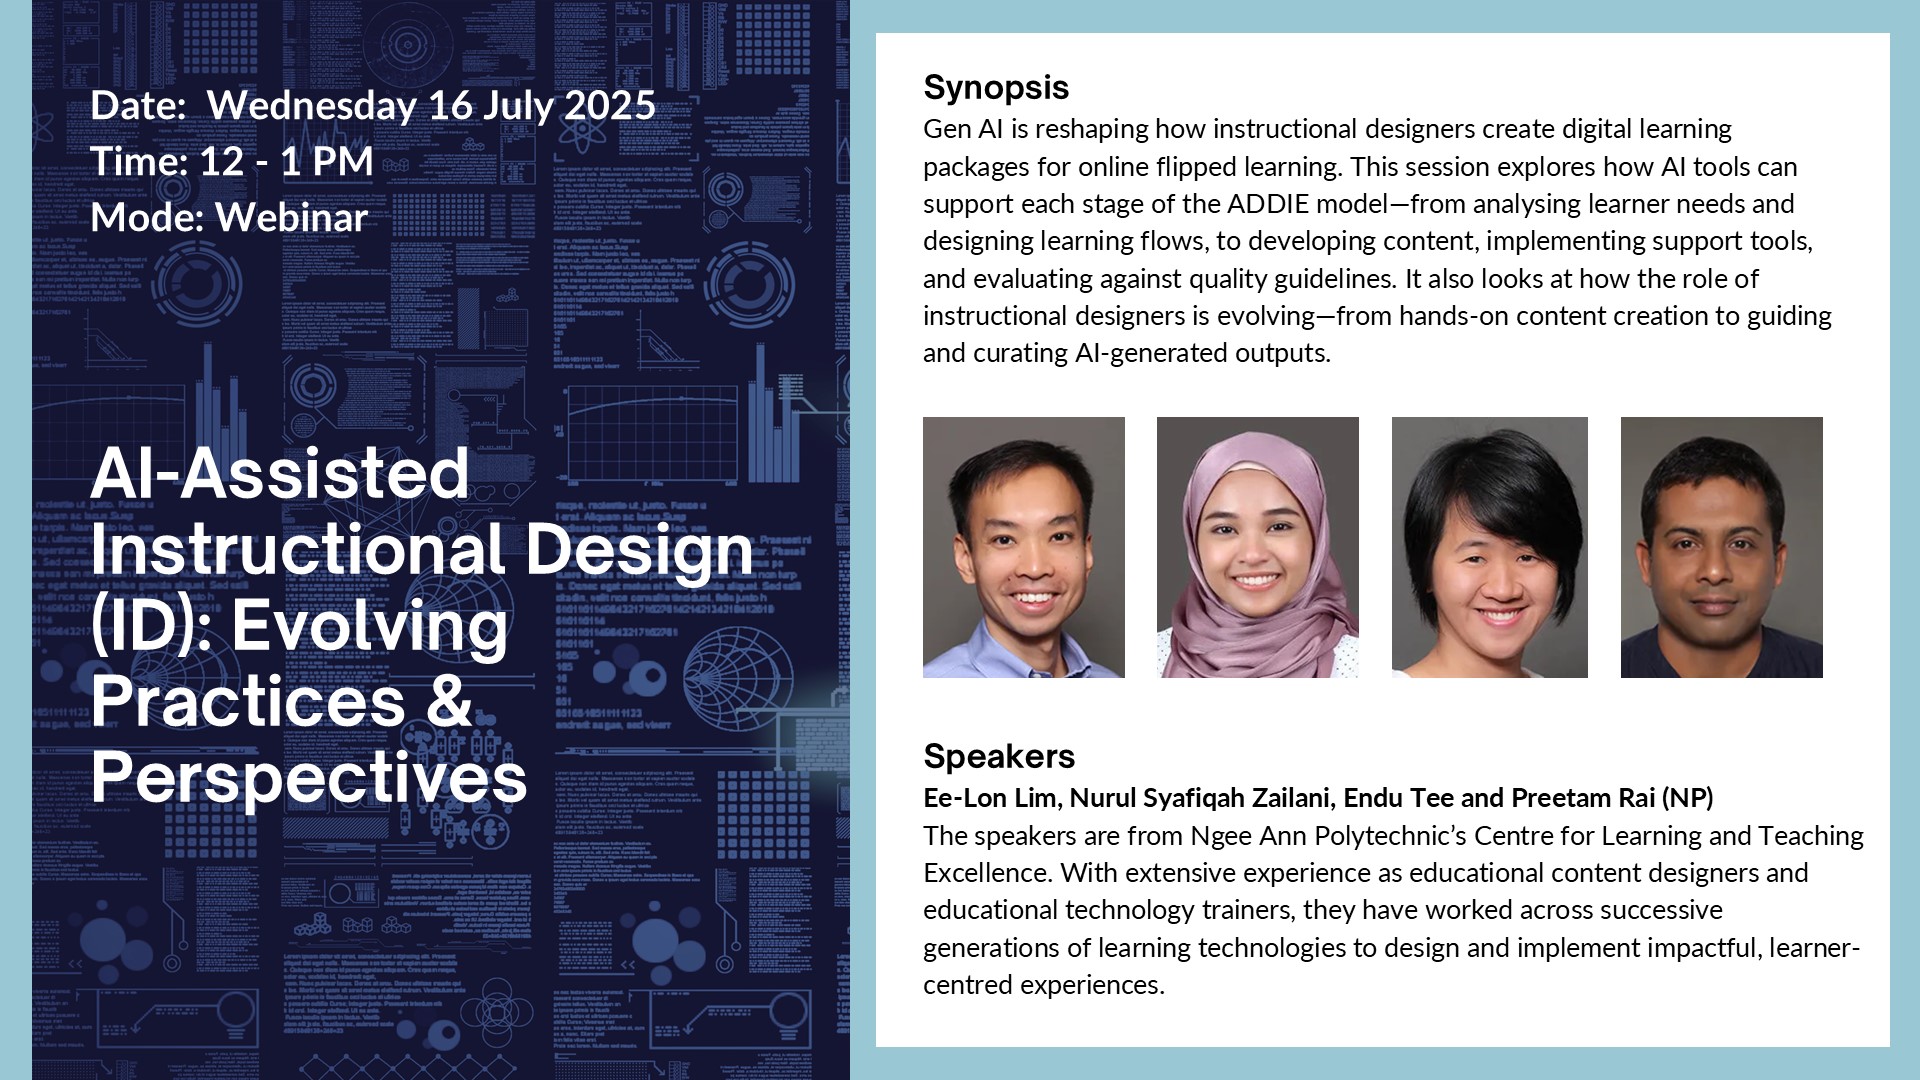 Date:  Wednesday 16 July 2025
Time: 12 - 1 PM
Mode: Webinar
AI-Assisted
Instructional Design
(ID): Evolving
Practices &
Perspectives
Synopsis
Gen AI is reshaping how instructional designers create digital learning
packages for online flipped learning. This session explores how AI tools can
support each stage of the ADDIE model—from analysing learner needs and
designing learning flows, to developing content, implementing support tools,
and evaluating against quality guidelines. It also looks at how the role of
instructional designers is evolving—from hands-on content creation to guiding
and curating AI-generated outputs.
Speakers
Ee-Lon Lim, Nurul Syafiqah Zailani, Endu Tee and Preetam Rai (NP)
The speakers are from Ngee Ann Polytechnic’s Centre for Learning and Teaching
Excellence. With extensive experience as educational content designers and
educational technology trainers, they have worked across successive
generations of learning technologies to design and implement impactful, learner-
centred experiences.